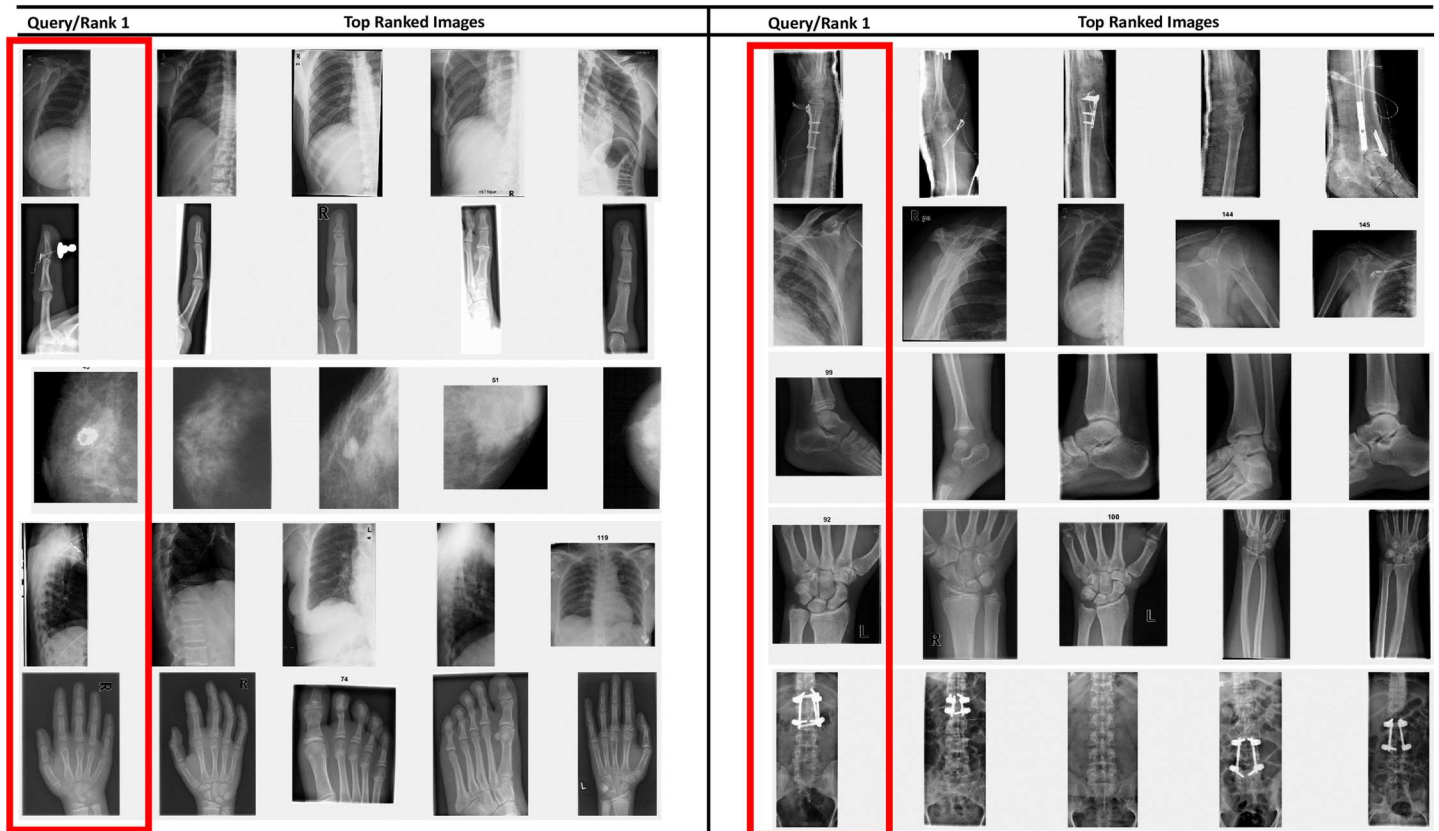 Query/Rank 1
Top Ranked Images
R
R
51
L
119
R
R
74
L
Query/Rank 1
Top Ranked Images
R
144
145
99
92
L
R
100
L
L